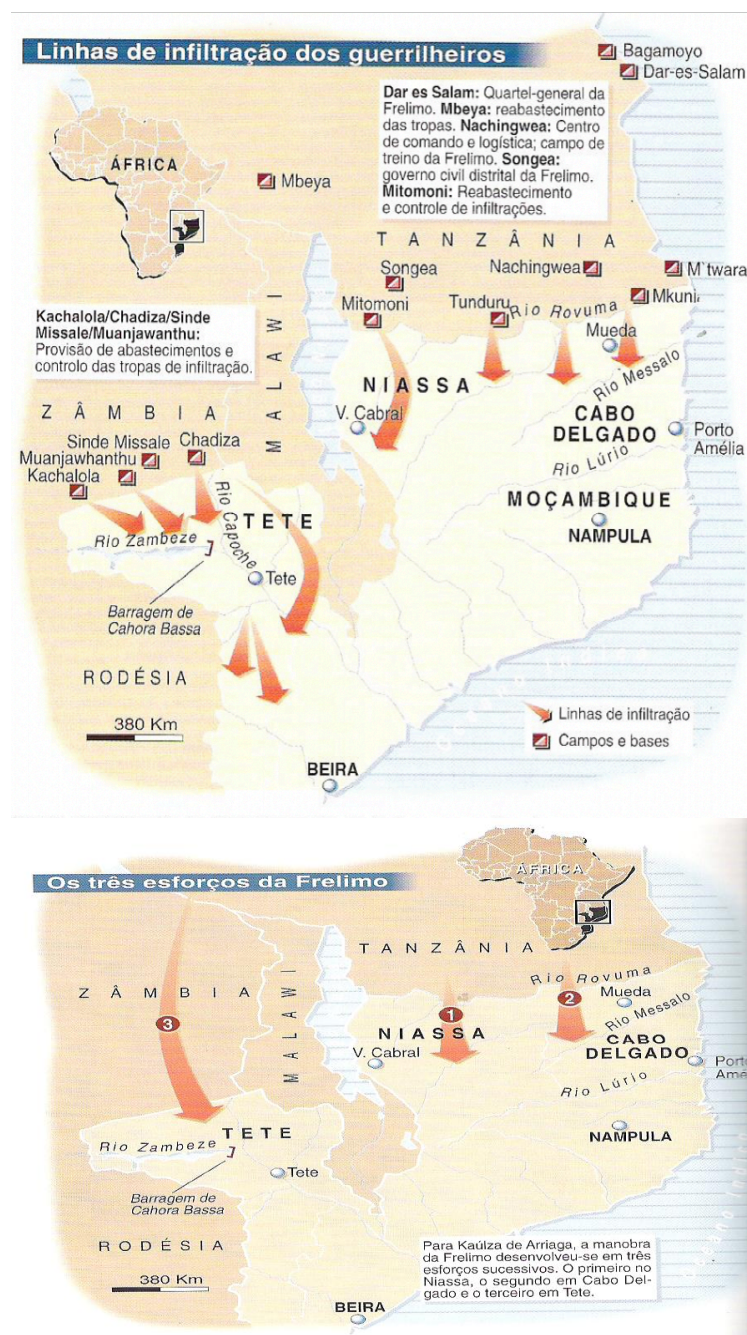 Linhas de infiltração dos guerrilheiros
Bagamoyo
Dar-es-Salam
Dar es Salam: Quartel-general da
Frelimo. Mbeya: reabastecimento
das tropas. Nachingwea: Centro
de comando e logística; campo de
treino da Frelimo. Songea:
governo civil distrital da Frelimo.
Mitomoni: Reabastecimento
e controle de infiltrações.
ÁFRICA
Mbeya
TANZÂNIA
Songea
Nachingwea
M`twara
Mitomoni
Tunduru
Rio Rovuma
Mkuni
Mueda
Kachalola/Chadiza/Sinde
Missale/Muanjawanthu:
Provisão de abastecimentos e
controlo das tropas de infiltração.
MALAWI
NIASSA
Rio Messalo
V. Cabral
CABO
DELGADO
Porto
Amélia
ZÂMBIA
Sinde Missale
Chadiza
Muanjawhanthu
Kachalola
Rio Lúrio
MOÇAMBIQUE
NAMPULA
Rio Capoche
TETE
Rio Zambeze
Tete
Barragem de
Cahora Bassa
RODÉSIA
Oceano Índico
380 Km
Linhas de infiltração
Campos e bases
BEIRA
Os três esforços da Frelimo
ÁFRICA
TANZÂNIA
Rio Rovuma
ZÂMBIA
MALAWI
Mueda
Rio Messalo
1
2
3
NIASSA
V. Cabral
CABO
DELGADO
Port
Amé
Rio Lúrio
TETE
Rio Zambeze
NAMPULA
Tete
Barragem de
Cahora Bassa
RODÉSIA
Para Kaúlza de Arriaga, a manobra
da Frelimo desenvolveu-se em três
esforços sucessivos. O primeiro no
Niassa, o segundo em Cabo Del-
gado e o terceiro em Tete.
380 Km
BEIRA